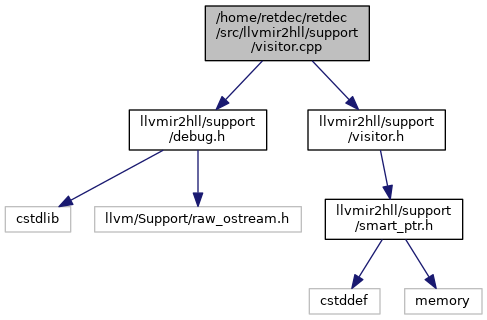 /home/retdec/retdec
/src/llvmir2hll/support
/visitor.cpp
llvmir2hll/support
/debug.h
llvmir2hll/support
/visitor.h
cstdlib
llvm/Support/raw_ostream.h
llvmir2hll/support
/smart_ptr.h
cstddef
memory